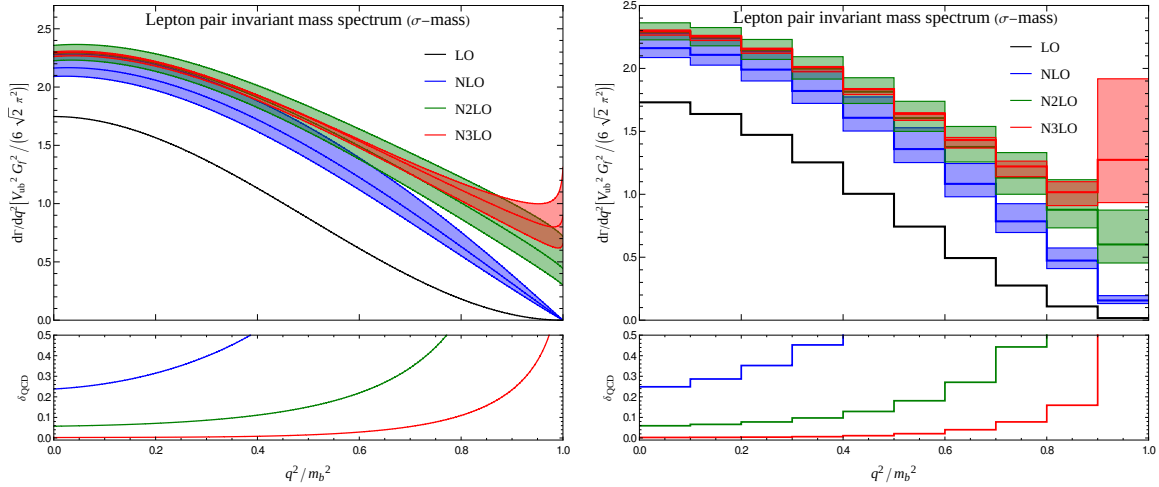 Lepton pair invariant mass spectrum (σ-mass)
LO
NLO
N2LO
N3LO
dΓ/dq² [V_ub² G_F² / (6 √2 π²)]
2.5
2.0
1.5
1.0
0.5
0.0
δ_QCD
0.5
0.4
0.3
0.2
0.1
0.0
0.0 0.2 0.4 0.6 0.8 1.0
q²/m_b²
Lepton pair invariant mass spectrum (σ-mass)
LO
NLO
N2LO
N3LO
dΓ/dq² [V_ub² G_F² / (6 √2 π²)]
2.5
2.0
1.5
1.0
0.5
0.0
δ_QCD
0.5
0.4
0.3
0.2
0.1
0.0
0.0 0.2 0.4 0.6 0.8 1.0
q²/m_b²